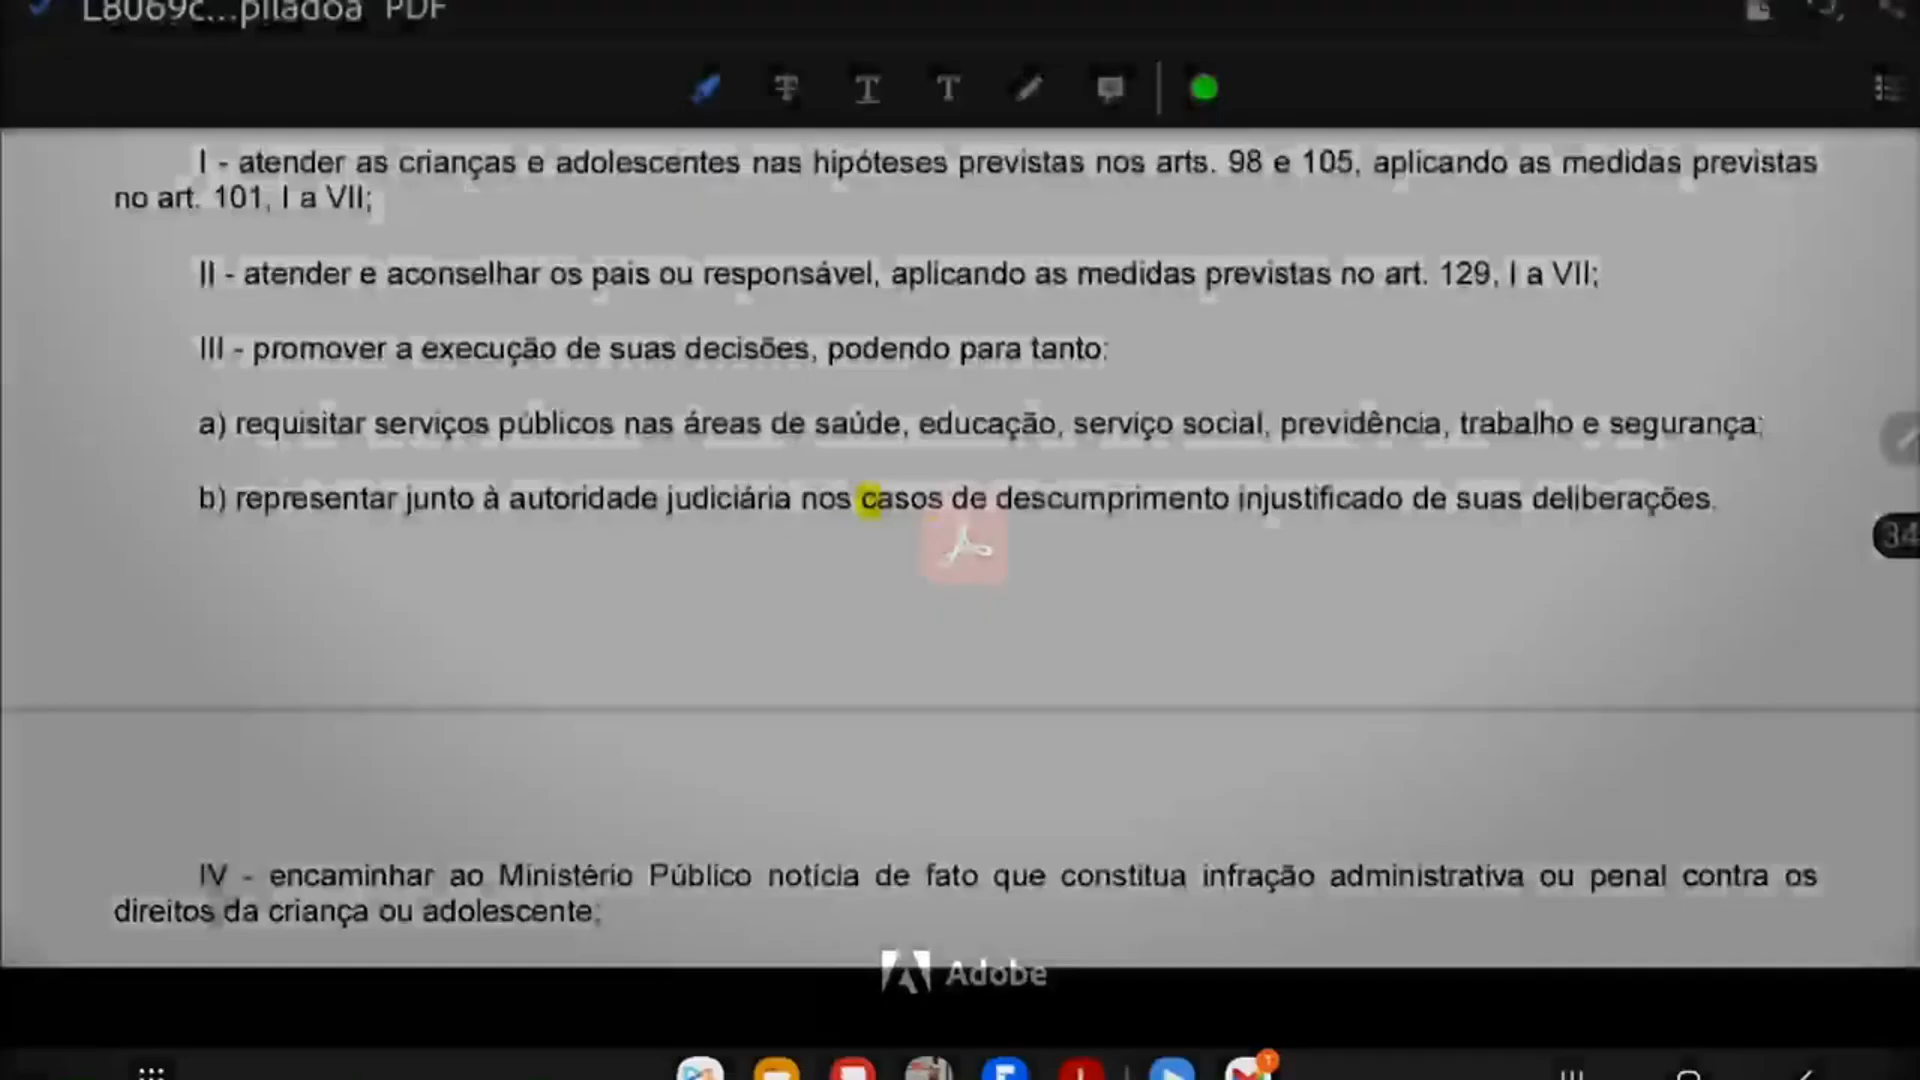 L8069c...piladoa PDF
I - atender as crianças e adolescentes nas hipóteses previstas nos arts. 98 e 105, aplicando as medidas previstas
no art. 101, I a VII;
II - atender e aconselhar os pais ou responsável, aplicando as medidas previstas no art. 129, I a VII;
III - promover a execução de suas decisões, podendo para tanto:
a) requisitar serviços públicos nas áreas de saúde, educação, serviço social, previdência, trabalho e segurança;
b) representar junto à autoridade judiciária nos casos de descumprimento injustificado de suas deliberações.
34
IV - encaminhar ao Ministério Público notícia de fato que constitua infração administrativa ou penal contra os
direitos da criança ou adolescente;
Adobe